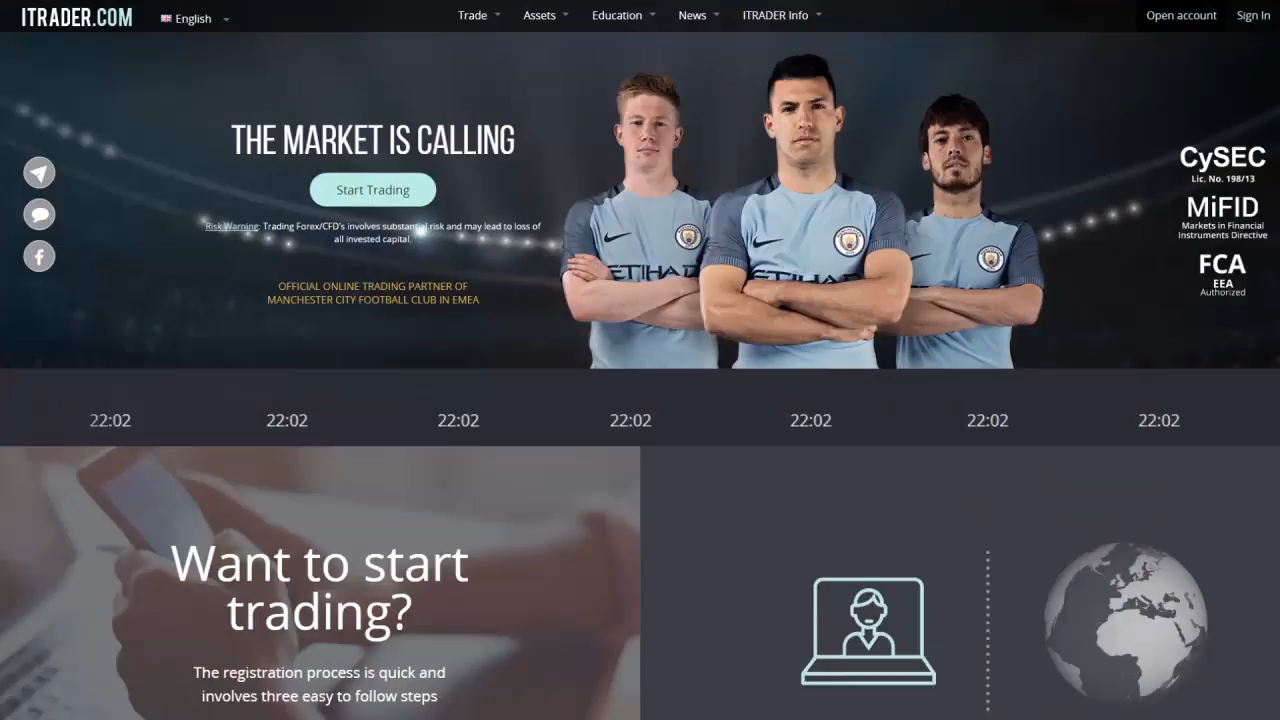 ITRADER.COM
English
Trade
Assets
Education
News
ITRADER Info
Open account
Sign In
THE MARKET IS CALLING
Start Trading
Risk Warning: Trading Forex/CFD's involves substantial risk and may lead to loss of
all invested capital.
OFFICIAL ONLINE TRADING PARTNER OF
MANCHESTER CITY FOOTBALL CLUB IN EMEA
ETIHAD
ETIHAD
CySEC
Lic. No. 198/13
MiFID
Markets in Financial
Instruments Directive
FCA
EEA
Authorized
22:02
22:02
22:02
22:02
22:02
22:02
22:02
Want to start
trading?
The registration process is quick and
involves three easy to follow steps